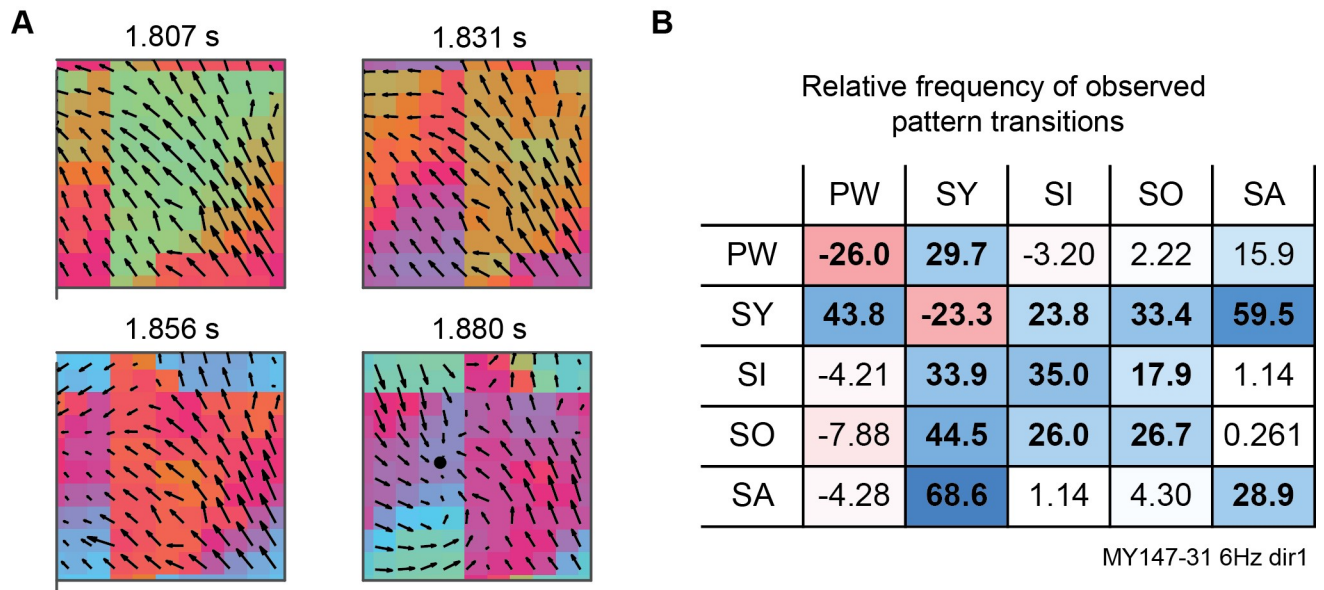 A
1.807 s
1.831 s
1.856 s
1.880 s
B
Relative frequency of observed
pattern transitions
PW SY SI SO SA
PW -26.0 29.7 -3.20 2.22 15.9
SY 43.8 -23.3 23.8 33.4 59.5
SI -4.21 33.9 35.0 17.9 1.14
SO -7.88 44.5 26.0 26.7 0.261
SA -4.28 68.6 1.14 4.30 28.9
MY147-31 6Hz dir1